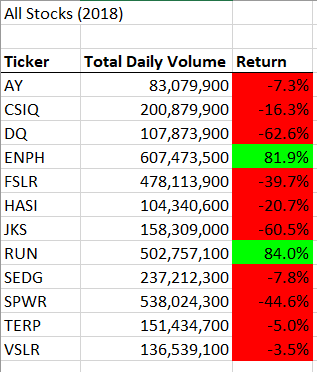 All Stocks (2018)
Ticker Total Daily Volume Return
AY 83,079,900 -7.3%
CSIQ 200,879,900 -16.3%
DQ 107,873,900 -62.6%
ENPH 607,473,500 81.9%
FSLR 478,113,900 -39.7%
HASI 104,340,600 -20.7%
JKS 158,309,000 -60.5%
RUN 502,757,100 84.0%
SEDG 237,212,300 -7.8%
SPWR 538,024,300 -44.6%
TERP 151,434,700 -5.0%
VSLR 136,539,100 -3.5%